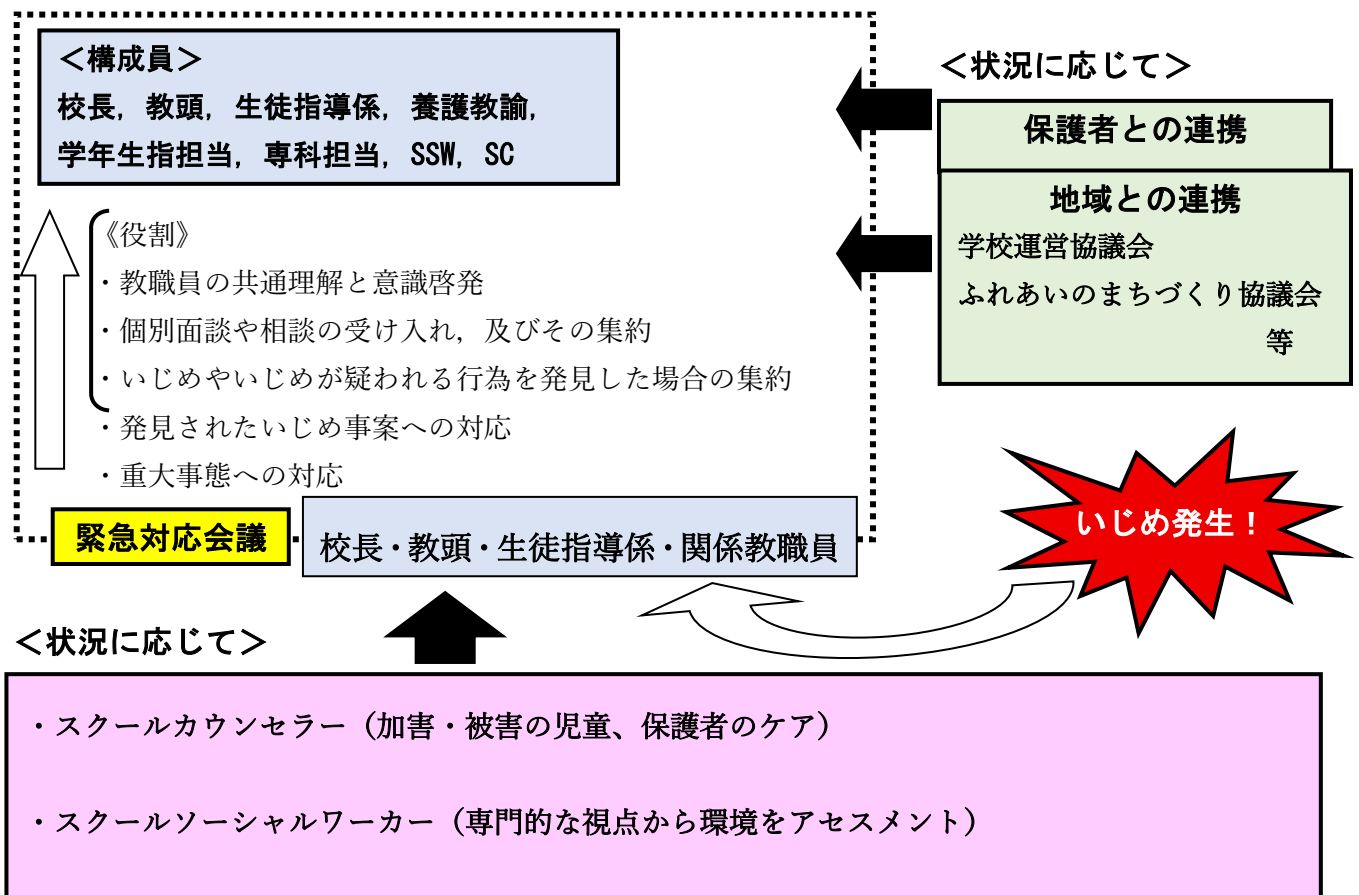 ＜構成員＞
校長，教頭，生徒指導係，養護教諭，
学年生指担当，専科担当，SSW，SC
《役割》
・教職員の共通理解と意識啓発
・個別面談や相談の受け入れ，及びその集約
・いじめやいじめが疑われる行為を発見した場合の集約
・発見されたいじめ事案への対応
・重大事態への対応
＜状況に応じて＞
保護者との連携
地域との連携
学校運営協議会
ふれあいのまちづくり協議会
等
いじめ発生！
緊急対応会議
校長・教頭・生徒指導係・関係教職員
＜状況に応じて＞
・スクールカウンセラー（加害・被害の児童、保護者のケア）
・スクールソーシャルワーカー（専門的な視点から環境をアセスメント）